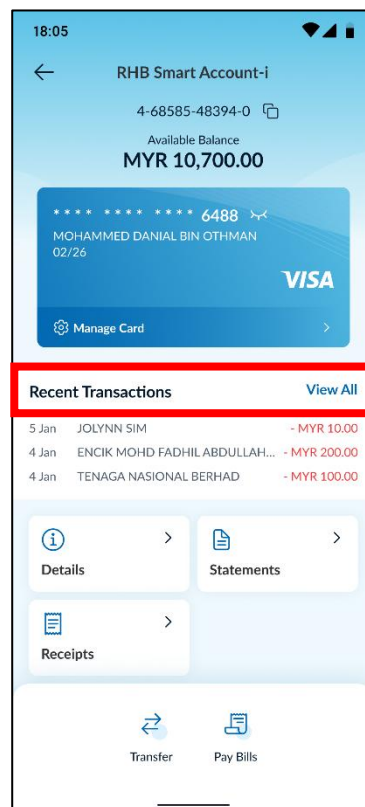 18:05
RHB Smart Account-i
4-68585-48394-0
Available Balance
MYR 10,700.00
**** **** **** 6488
MOHAMMED DANIAL BIN OTHMAN
02/26
VISA
Manage Card
Recent Transactions View All
5 Jan JOLYNN SIM - MYR 10.00
4 Jan ENCIK MOHD FADHIL ABDULLAH... - MYR 200.00
4 Jan TENAGA NASIONAL BERHAD - MYR 100.00
Details Statements
Receipts
Transfer Pay Bills